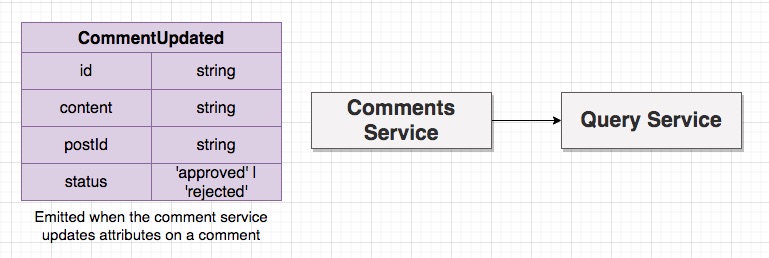 CommentUpdated
id string
content string
postId string
status 'approved' |
'rejected'
Emitted when the comment service
updates attributes on a comment
Comments
Service
Query Service